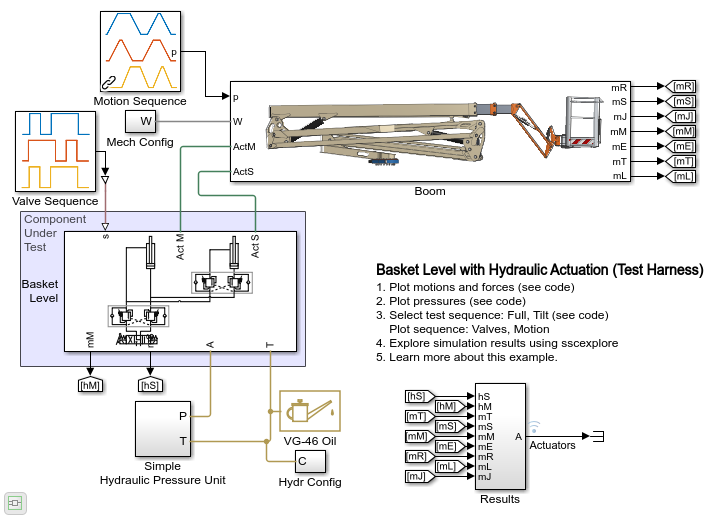 p
Motion Sequence
W
Mech Config
Valve Sequence
p
W
ActM
ActS
mR
mS
mJ
mM
mE
mT
mL
[mR]
[mS]
[mJ]
[mM]
[mE]
[mT]
[mL]
Boom
Component
Under
Test
s
Act M
Act S
Basket
Level
mM
A
T
[hM]
[hS]
P
T
Simple
Hydraulic Pressure Unit
VG-46 Oil
C
Hydr Config
Basket Level with Hydraulic Actuation (Test Harness)
1. Plot motions and forces (see code)
2. Plot pressures (see code)
3. Select test sequence: Full, Tilt (see code)
Plot sequence: Valves, Motion
4. Explore simulation results using sscexplore
5. Learn more about this example.
[hS]
[hM]
[mT]
[mS]
[mM]
[mE]
[mR]
[mL]
[mJ]
hS
hM
mT
mS
mM
mE
mR
mL
mJ
A
Actuators
Results